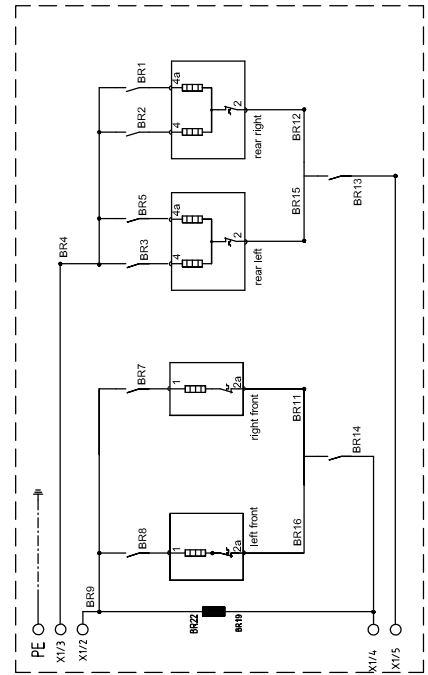 BR1
4a
BR2
4
2
rear right
BR12
BR5
4a
BR4
BR3
4
2
rear left
BR15
BR13
BR7
1
2a
right front
BR11
BR14
BR8
1
2a
left front
BR16
BR9
BR22
BR19
PE
X1/3
X1/2
X1/4
X1/5